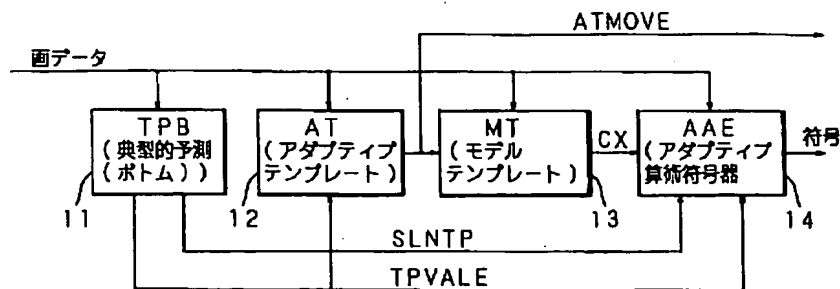 ATMOVE
画データ
TPB
(典型的予測
(ボトム))
11
AT
(アダプティブ
テンプレート)
12
MT
(モデル
テンプレート)
13
CX
AAE
(アダプティブ
算術符号器
14
符号
SLNTP
TPVALE